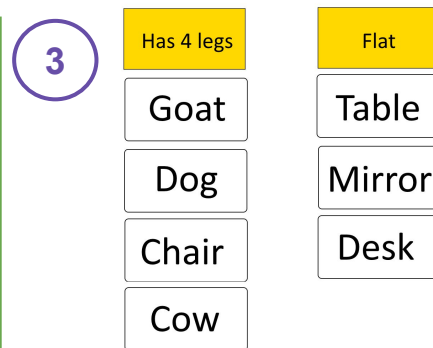 3
Has 4 legs
Goat
Dog
Chair
Cow
Flat
Table
Mirror
Desk